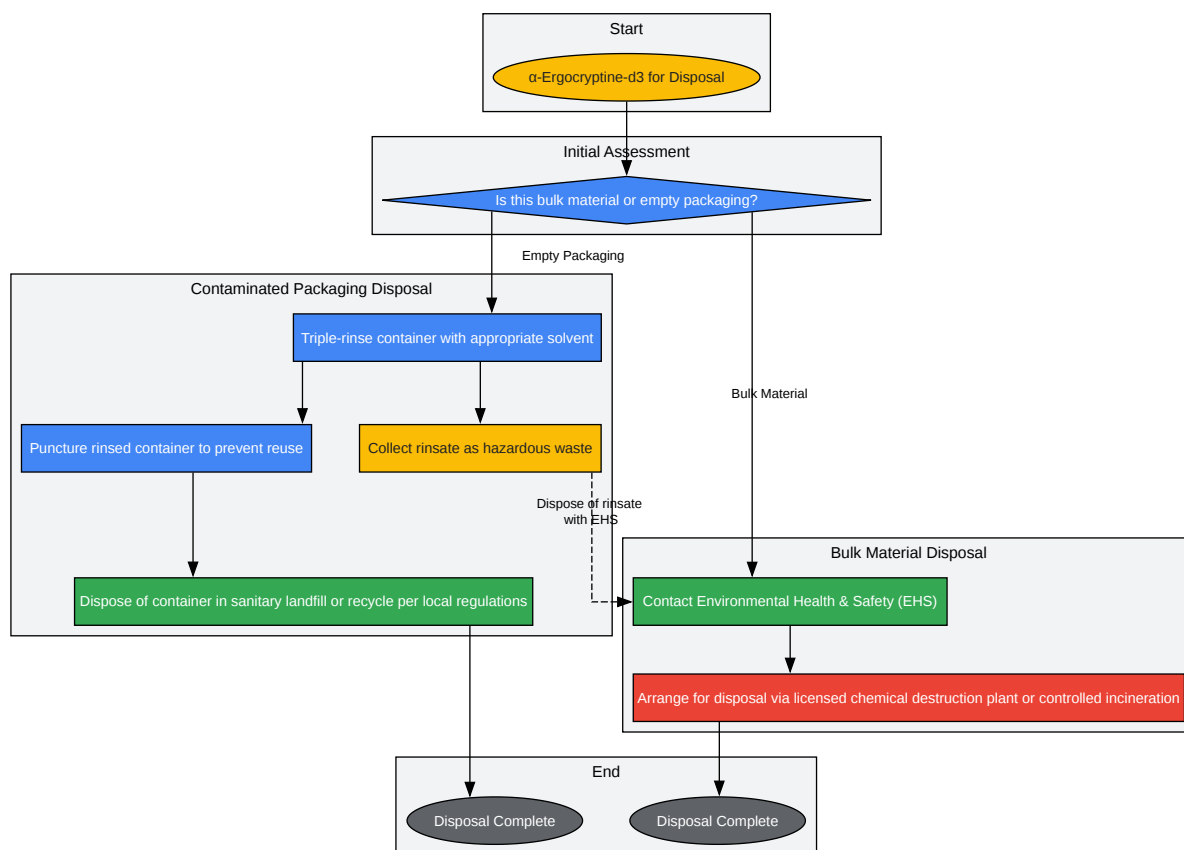 Start
α-Ergocryptine-d3 for Disposal
Initial Assessment
Is this bulk material or empty packaging?
Empty Packaging
Contaminated Packaging Disposal
Triple-rinse container with appropriate solvent
Bulk Material
Puncture rinsed container to prevent reuse
Collect rinsate as hazardous waste
Dispose of rinsate
with EHS
Bulk Material Disposal
Dispose of container in sanitary landfill or recycle per local regulations
Contact Environmental Health & Safety (EHS)
Arrange for disposal via licensed chemical destruction plant or controlled incineration
End
Disposal Complete
Disposal Complete